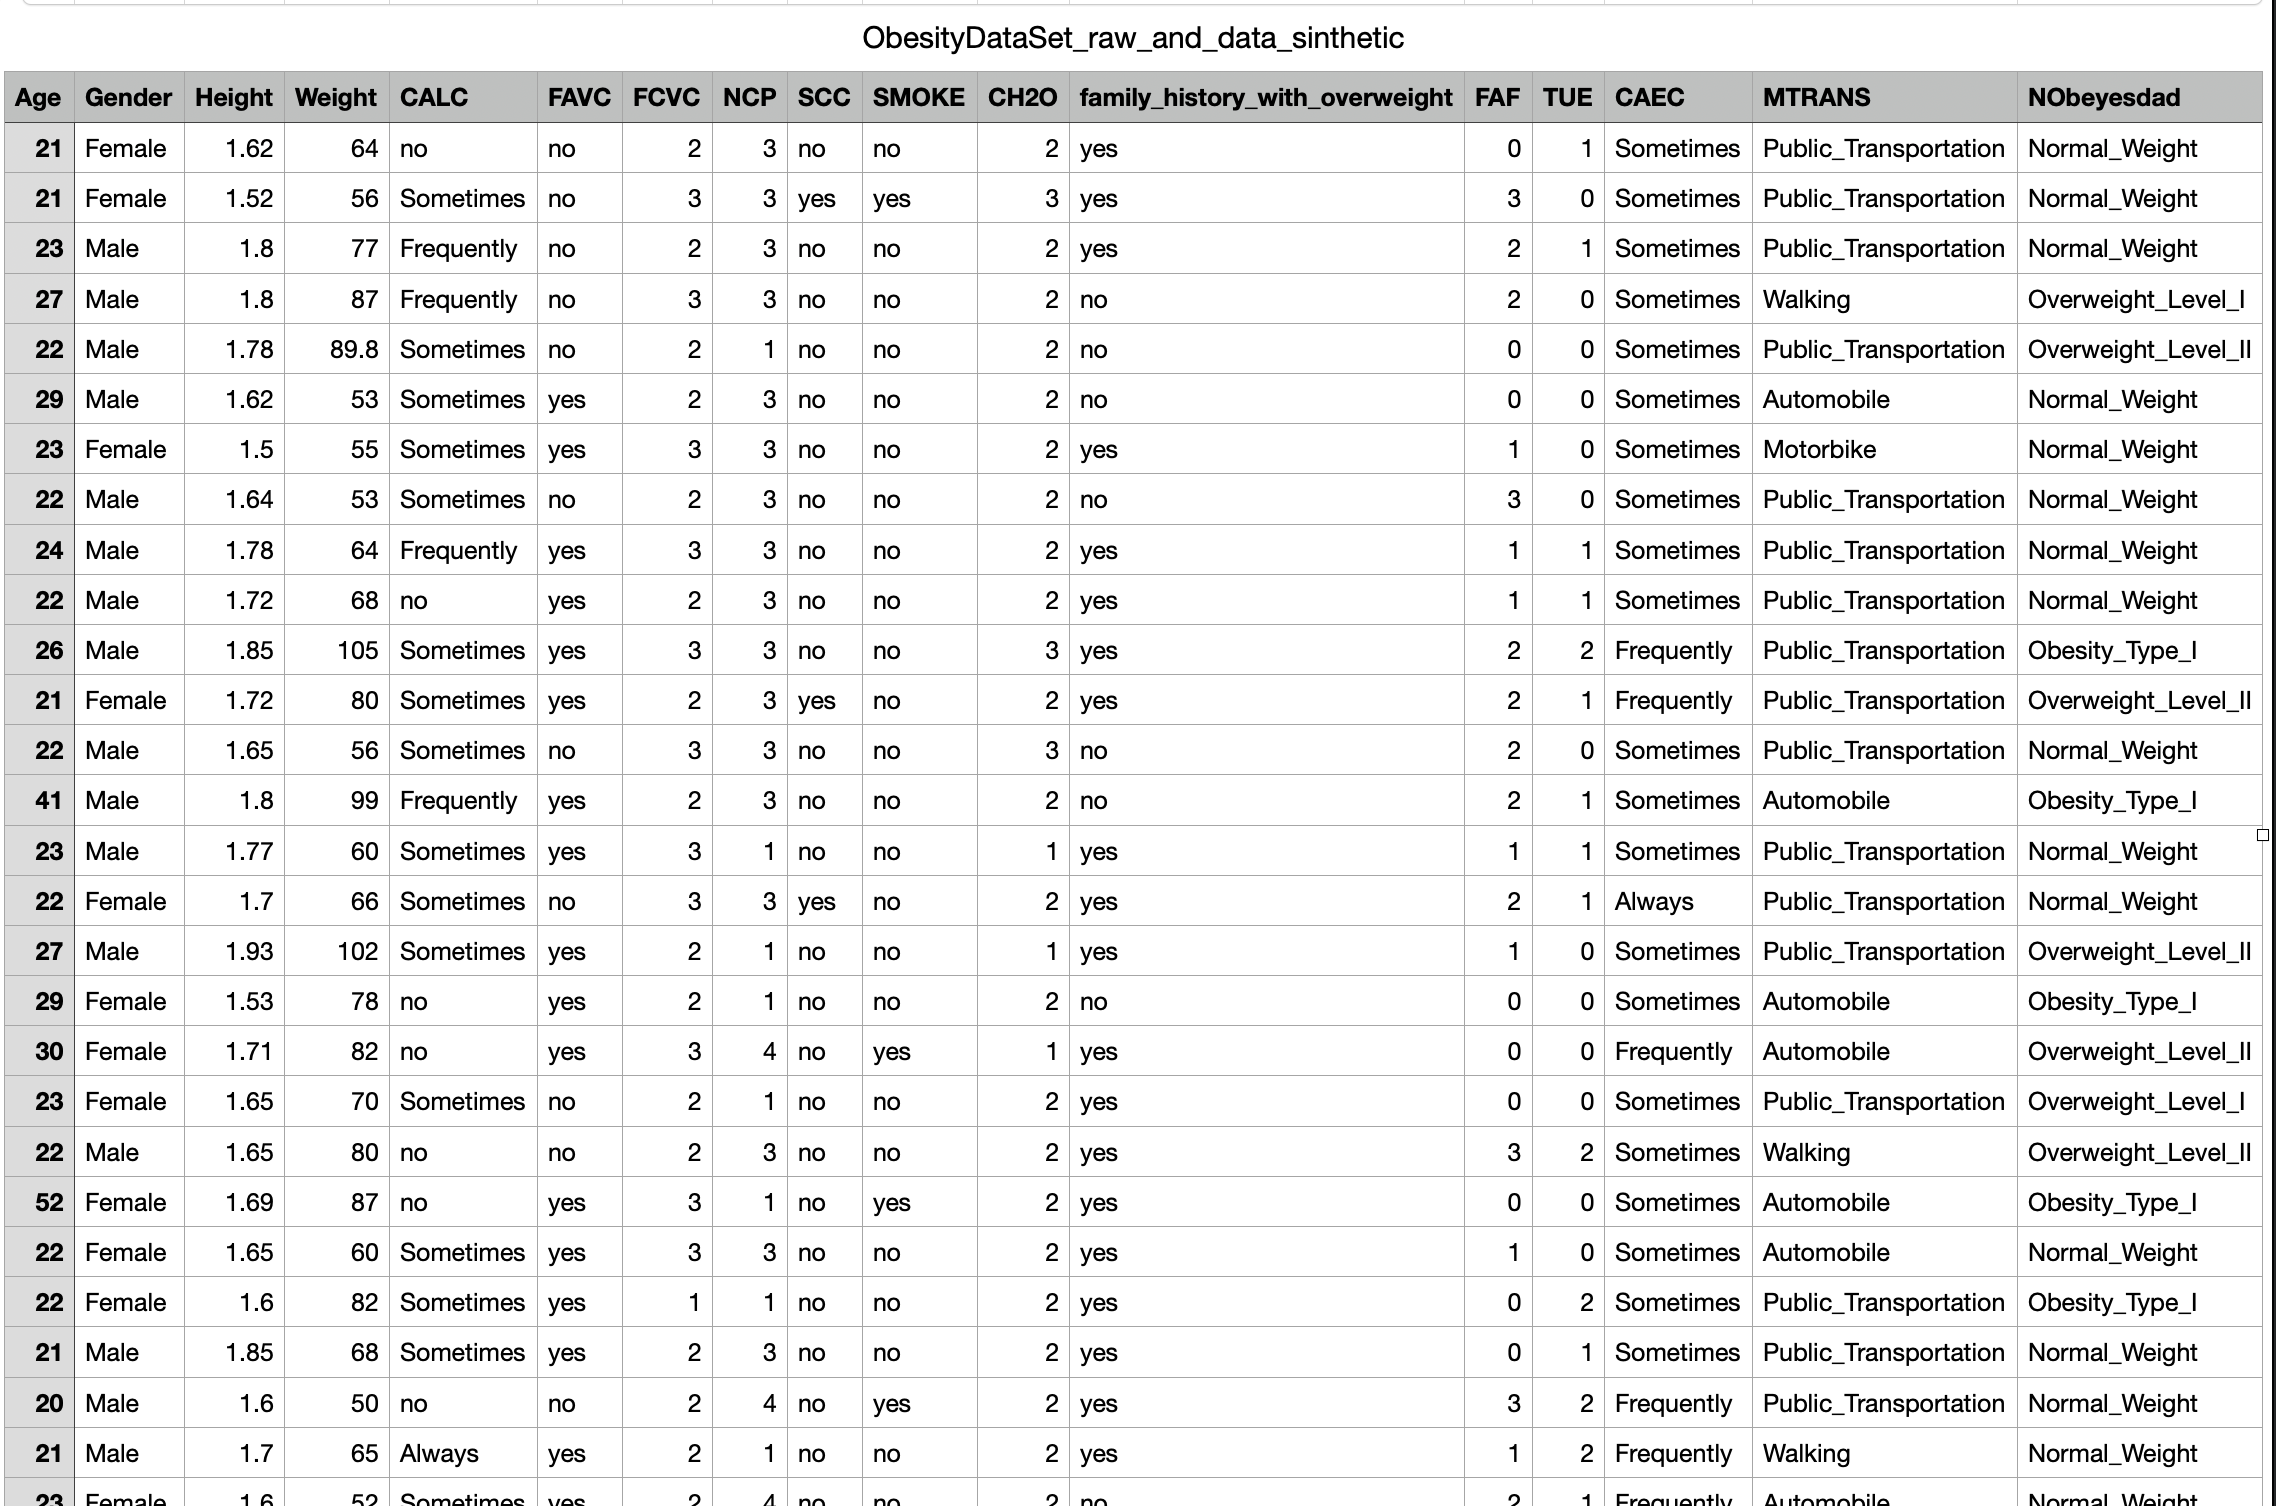 ObesityDataSet_raw_and_data_sinthetic
Age Gender Height Weight CALC FAVC FCVC NCP SCC SMOKE CH2O family_history_with_overweight FAF TUE CAEC MTRANS NObeyesdad
21 Female 1.62 64 no no 2 3 no no 2 yes 0 1 Sometimes Public_Transportation Normal_Weight
21 Female 1.52 56 Sometimes no 3 3 yes yes 3 yes 3 0 Sometimes Public_Transportation Normal_Weight
23 Male 1.8 77 Frequently no 2 3 no no 2 yes 2 1 Sometimes Public_Transportation Normal_Weight
27 Male 1.8 87 Frequently no 3 3 no no 2 no 2 0 Sometimes Walking Overweight_Level_I
22 Male 1.78 89.8 Sometimes no 2 1 no no 2 no 0 0 Sometimes Public_Transportation Overweight_Level_II
29 Male 1.62 53 Sometimes yes 2 3 no no 2 no 0 0 Sometimes Automobile Normal_Weight
23 Female 1.5 55 Sometimes yes 3 3 no no 2 yes 1 0 Sometimes Motorbike Normal_Weight
22 Male 1.64 53 Sometimes no 2 3 no no 2 no 3 0 Sometimes Public_Transportation Normal_Weight
24 Male 1.78 64 Frequently yes 3 3 no no 2 yes 1 1 Sometimes Public_Transportation Normal_Weight
22 Male 1.72 68 no yes 2 3 no no 2 yes 1 1 Sometimes Public_Transportation Normal_Weight
26 Male 1.85 105 Sometimes yes 3 3 no no 3 yes 2 2 Frequently Public_Transportation Obesity_Type_I
21 Female 1.72 80 Sometimes yes 2 3 yes no 2 yes 2 1 Frequently Public_Transportation Overweight_Level_II
22 Male 1.65 56 Sometimes no 3 3 no no 3 no 2 0 Sometimes Public_Transportation Normal_Weight
41 Male 1.8 99 Frequently yes 2 3 no no 2 no 2 1 Sometimes Automobile Obesity_Type_I
23 Male 1.77 60 Sometimes yes 3 1 no no 1 yes 1 1 Sometimes Public_Transportation Normal_Weight
22 Female 1.7 66 Sometimes no 3 3 yes no 2 yes 2 1 Always Public_Transportation Normal_Weight
27 Male 1.93 102 Sometimes yes 2 1 no no 1 yes 1 0 Sometimes Public_Transportation Overweight_Level_II
29 Female 1.53 78 no yes 2 1 no no 2 no 0 0 Sometimes Automobile Obesity_Type_I
30 Female 1.71 82 no yes 3 4 no yes 1 yes 0 0 Frequently Automobile Overweight_Level_II
23 Female 1.65 70 Sometimes no 2 1 no no 2 yes 0 0 Sometimes Public_Transportation Overweight_Level_I
22 Male 1.65 80 no no 2 3 no no 2 yes 3 2 Sometimes Walking Overweight_Level_II
52 Female 1.69 87 no yes 3 1 no yes 2 yes 0 0 Sometimes Automobile Obesity_Type_I
22 Female 1.65 60 Sometimes yes 3 3 no no 2 yes 1 0 Sometimes Automobile Normal_Weight
22 Female 1.6 82 Sometimes yes 1 1 no no 2 yes 0 2 Sometimes Public_Transportation Obesity_Type_I
21 Male 1.85 68 Sometimes yes 2 3 no no 2 yes 0 1 Sometimes Public_Transportation Normal_Weight
20 Male 1.6 50 no no 2 4 no yes 2 yes 3 2 Frequently Public_Transportation Normal_Weight
21 Male 1.7 65 Always yes 2 1 no no 2 yes 1 2 Frequently Walking Normal_Weight
23 Female 1.6 52 Sometimes yes 2 4 no no 2 no 2 1 Frequently Automobile Normal_Weight